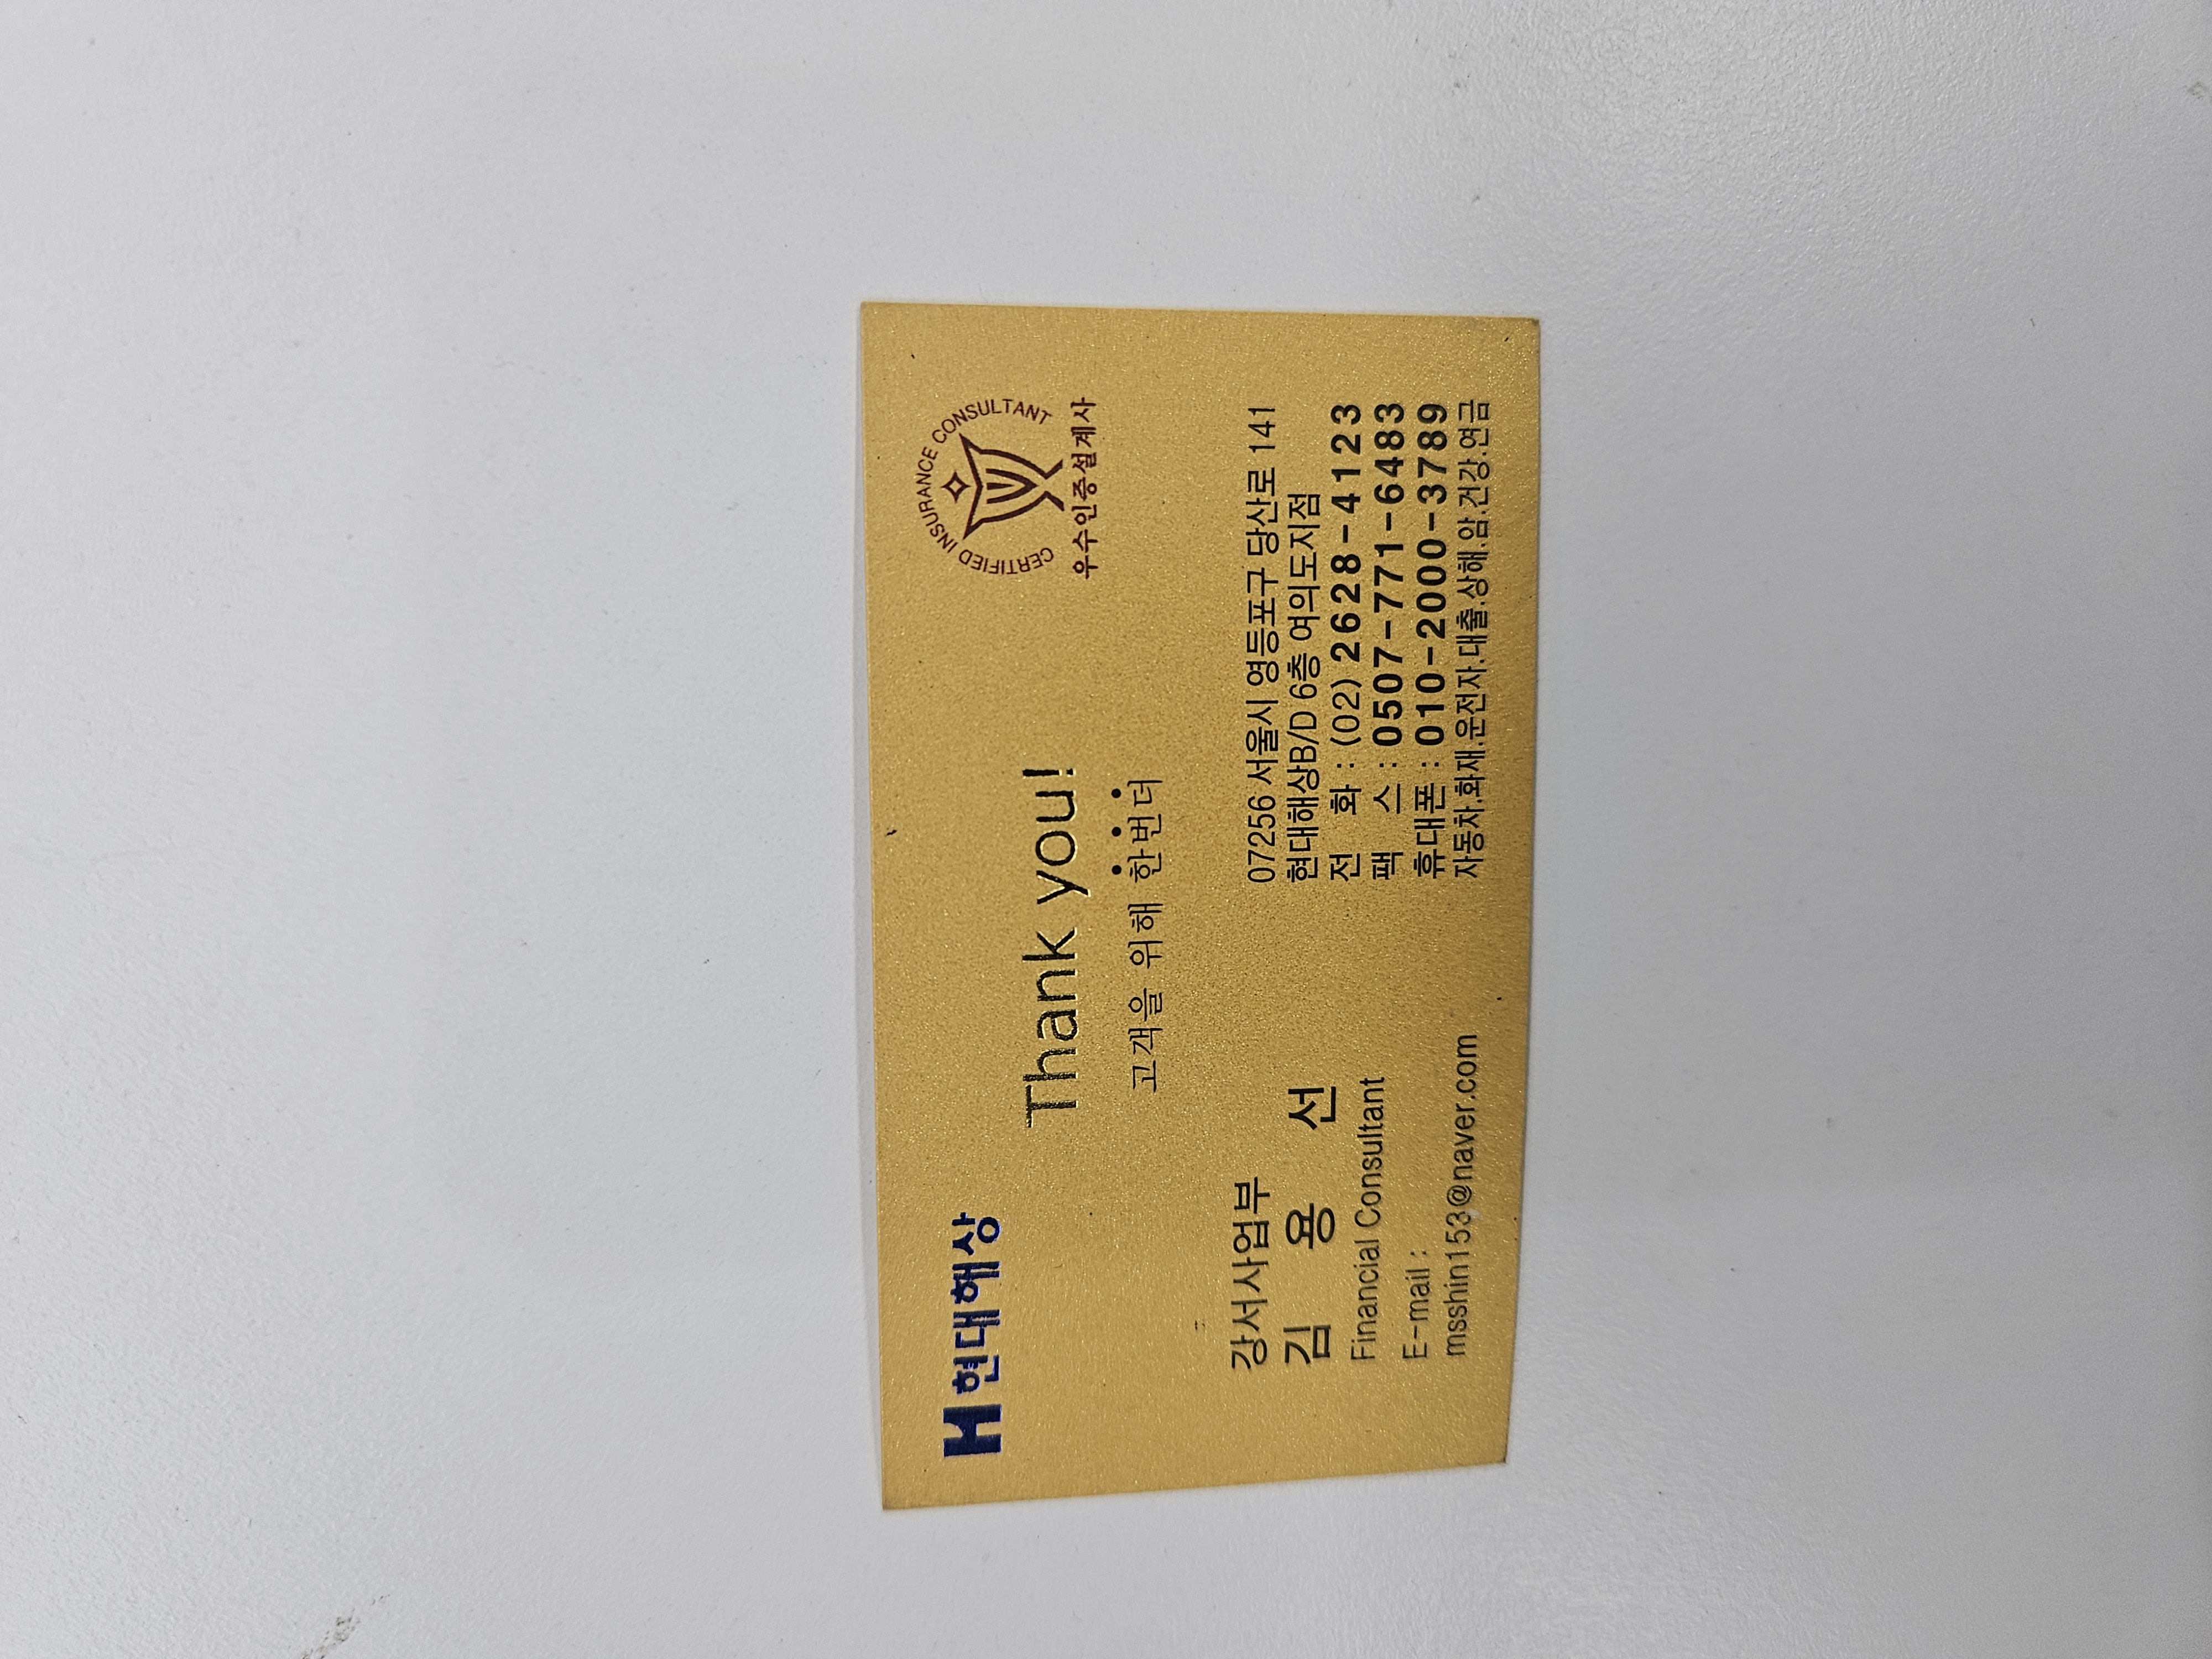 H 현대해상
CERTIFIED INSURANCE CONSULTANT
우수인증설계사
Thank you!
고객을 위해 한번더
강서사업부
김 용 선
Financial Consultant
E-mail :
msshin153@naver.com
07256 서울시 영등포구 당산로 141
현대해상B/D 6층 여의도지점
전 화 : (02) 2628-4123
팩 스 : 0507-771-6483
휴대폰 : 010-2000-3789
자동차.화재.운전자.대출.상해.암.건강.연금